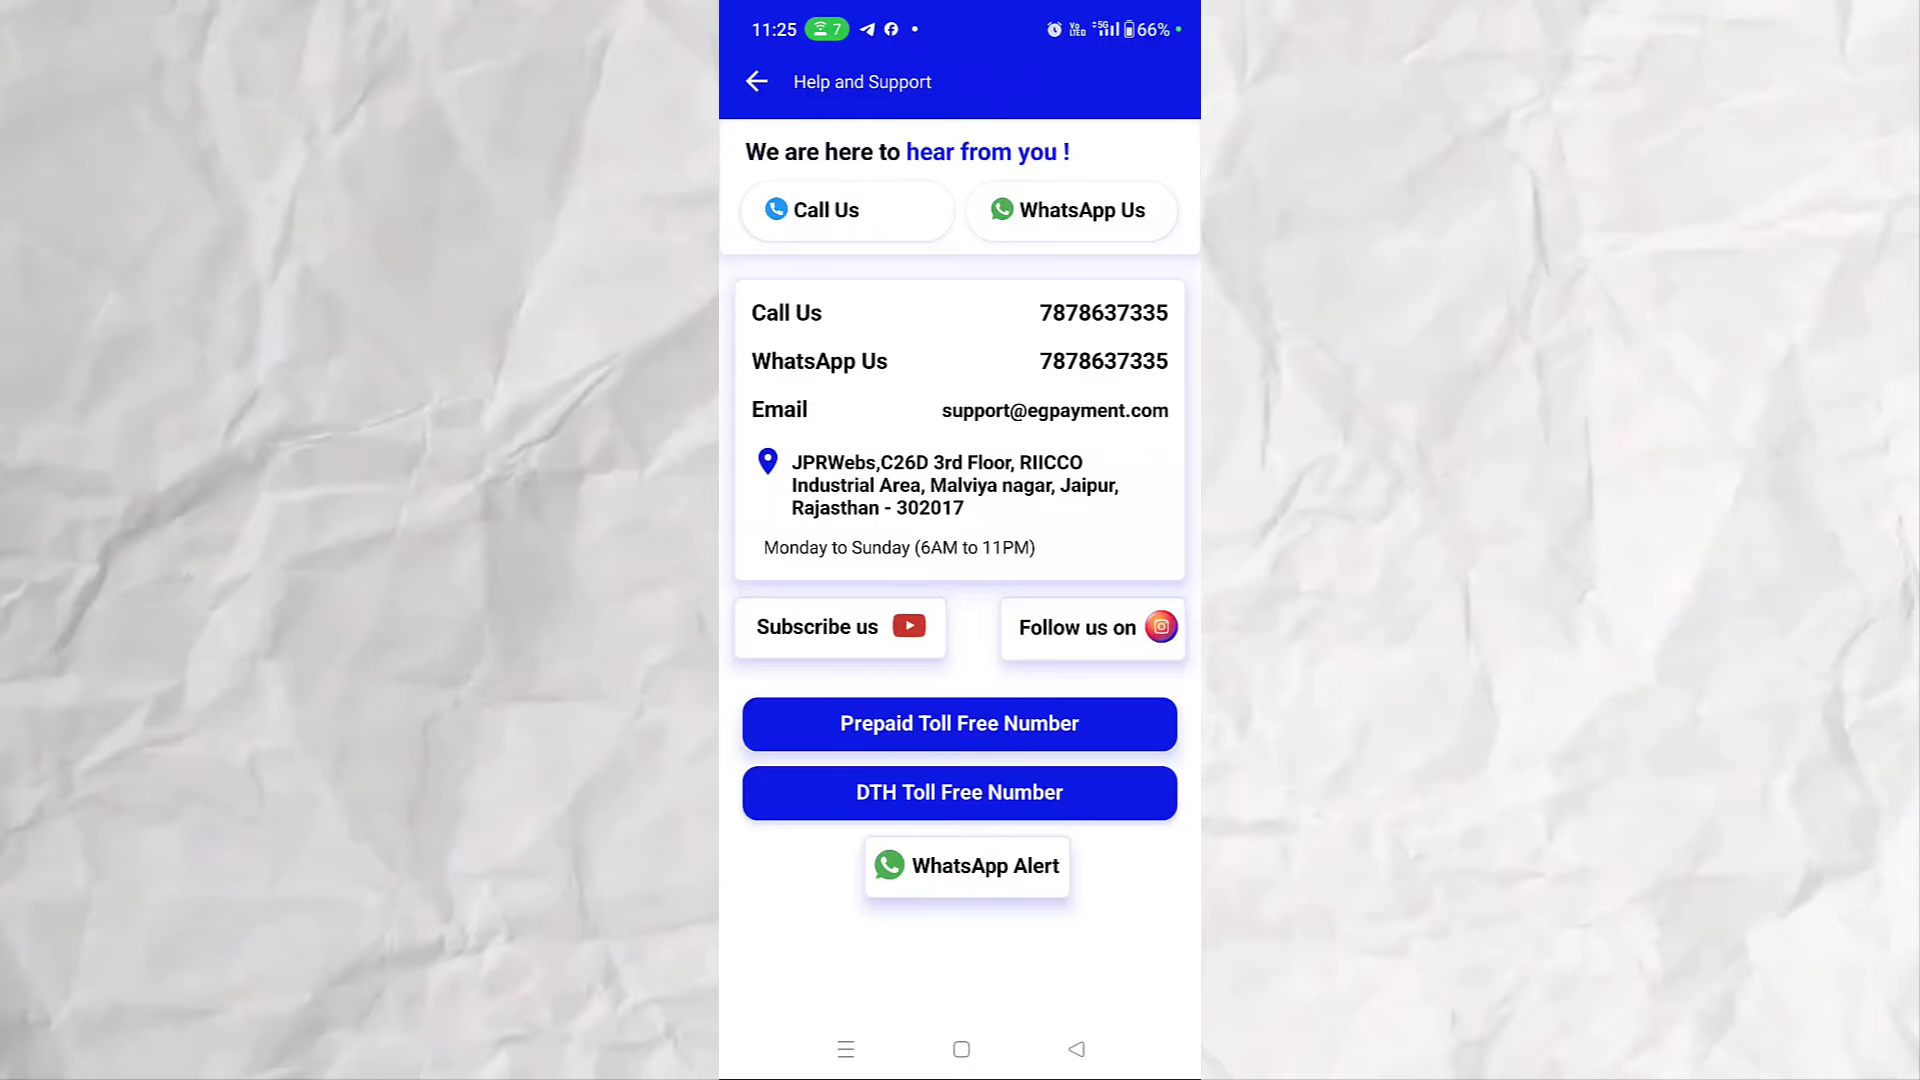 11:25 7 66%
Help and Support
We are here to hear from you !
Call Us WhatsApp Us
Call Us 7878637335
WhatsApp Us 7878637335
Email support@egpayment.com
JPRWebs,C26D 3rd Floor, RIICCO
Industrial Area, Malviya nagar, Jaipur,
Rajasthan - 302017
Monday to Sunday (6AM to 11PM)
Subscribe us Follow us on
Prepaid Toll Free Number
DTH Toll Free Number
WhatsApp Alert